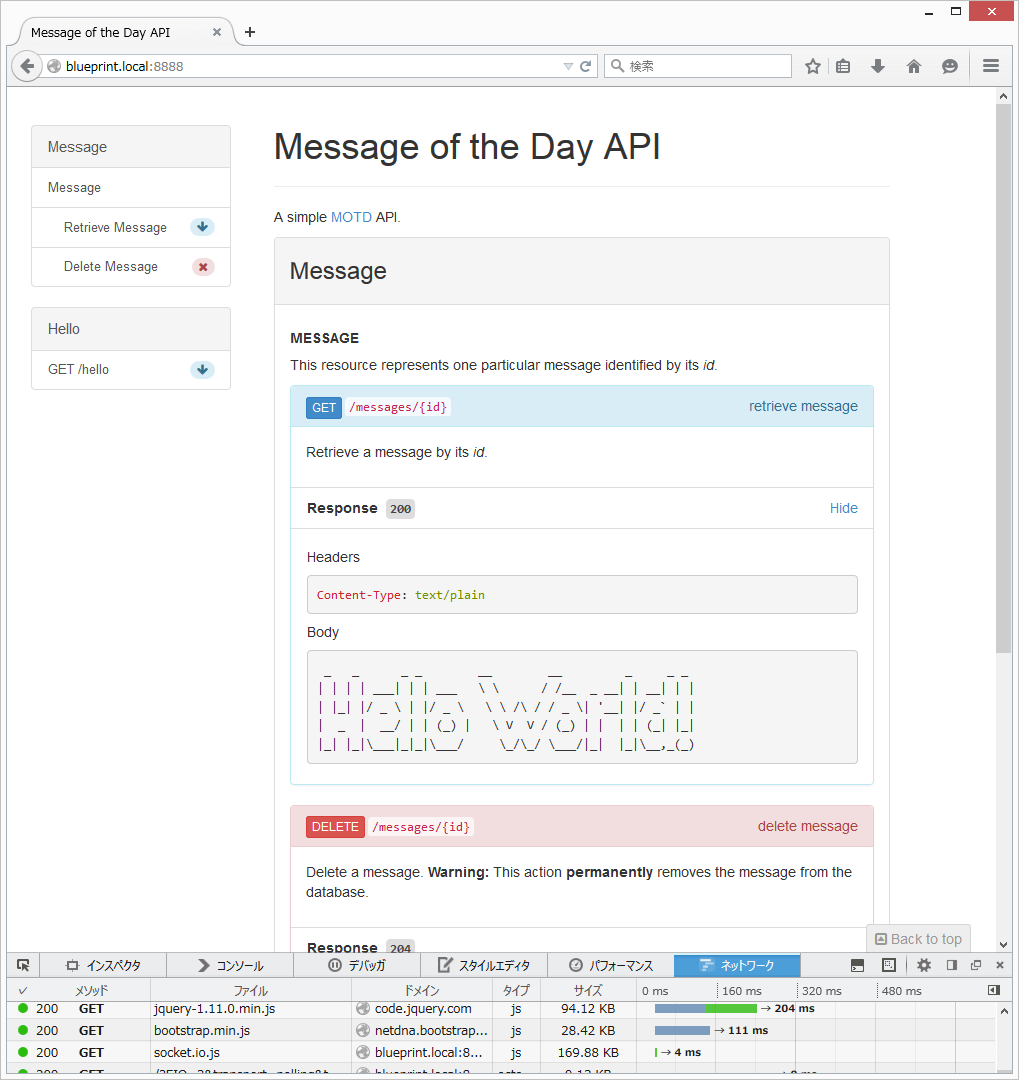 Message of the Day API
blueprint.local:8888
検索
Message
Message
Retrieve Message
Delete Message
Hello
GET /hello
Message of the Day API
A simple MOTD API.
Message
MESSAGE
This resource represents one particular message identified by its id.
GET /messages/{id} retrieve message
Retrieve a message by its id.
Response 200 Hide
Headers
Content-Type: text/plain
Body
 _   _      _ _        __        __         _     _ _
| | | | ___| | | ___   \ \      / /__  _ __| | __| | |
| |_| |/ _ \ | |/ _ \   \ \ /\ / / _ \| '__| |/ _` | |
|  _  |  __/ | | (_) |   \ V  V / (_) | |  | | (_| |_|
|_| |_|\___|_|_|\___/     \_/\_/ \___/|_|  |_|\__,_(_)
DELETE /messages/{id} delete message
Delete a message. Warning: This action permanently removes the message from the
database.
Response 204
Back to top
インスペクタ コンソール デバッガ スタイルエディタ パフォーマンス ネットワーク
✓ メソッド ファイル ドメイン タイプ サイズ 0 ms 160 ms 320 ms 480 ms
200 GET jquery-1.11.0.min.js code.jquery.com js 94.12 KB → 204 ms
200 GET bootstrap.min.js netdna.bootstrap... js 28.42 KB → 111 ms
200 GET socket.io.js blueprint.local:8... js 169.88 KB → 4 ms